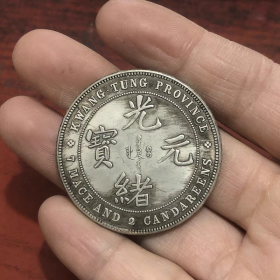 KWANG TUNG PROVINCE
光緒元寶
7 MACE AND 2 CANDAREENS